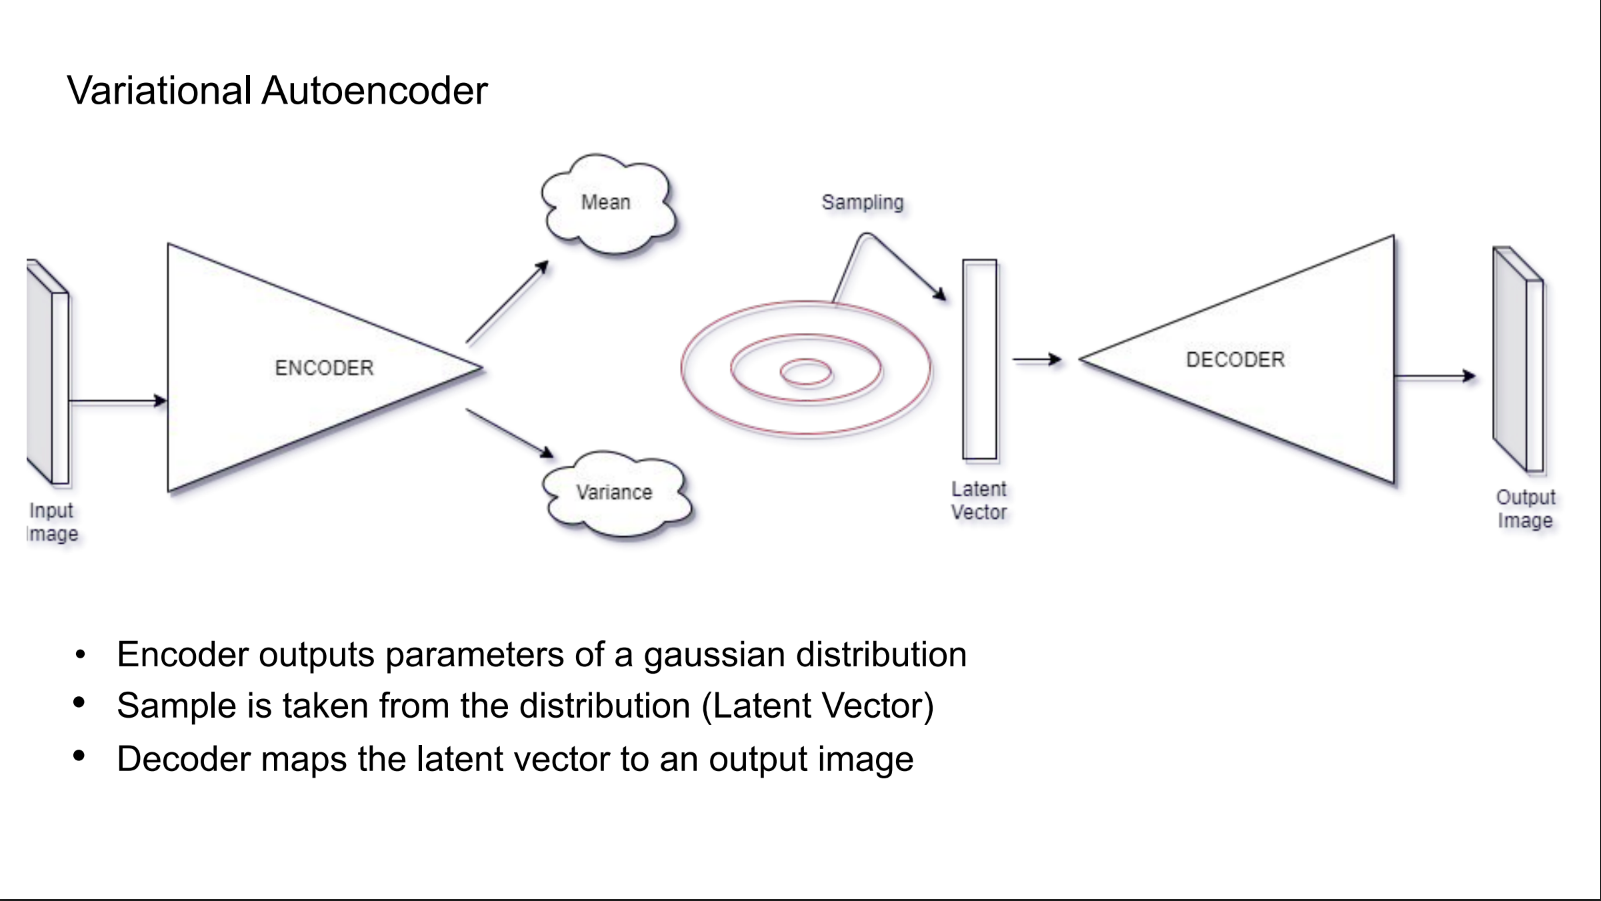 Variational Autoencoder
Mean
Sampling
ENCODER
DECODER
Variance
Latent
Vector
Input
Image
Output
Image
• Encoder outputs parameters of a gaussian distribution
• Sample is taken from the distribution (Latent Vector)
• Decoder maps the latent vector to an output image